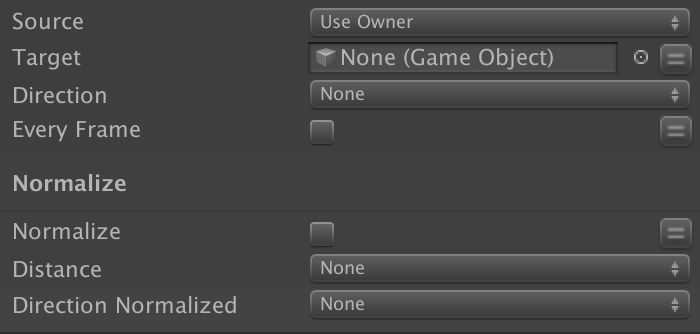 Source Use Owner
Target None (Game Object)
Direction None
Every Frame
Normalize
Normalize
Distance None
Direction Normalized None